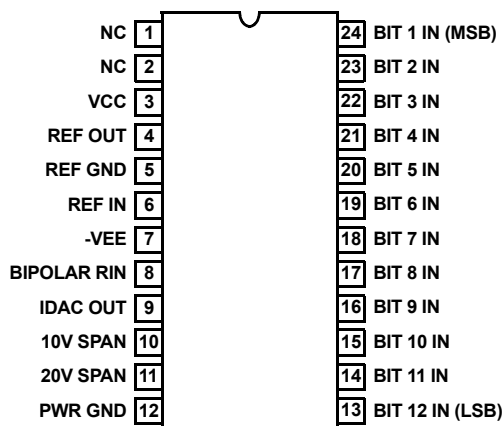 NC 1 24 BIT 1 IN (MSB)
NC 2 23 BIT 2 IN
VCC 3 22 BIT 3 IN
REF OUT 4 21 BIT 4 IN
REF GND 5 20 BIT 5 IN
REF IN 6 19 BIT 6 IN
-VEE 7 18 BIT 7 IN
BIPOLAR RIN 8 17 BIT 8 IN
IDAC OUT 9 16 BIT 9 IN
10V SPAN 10 15 BIT 10 IN
20V SPAN 11 14 BIT 11 IN
PWR GND 12 13 BIT 12 IN (LSB)